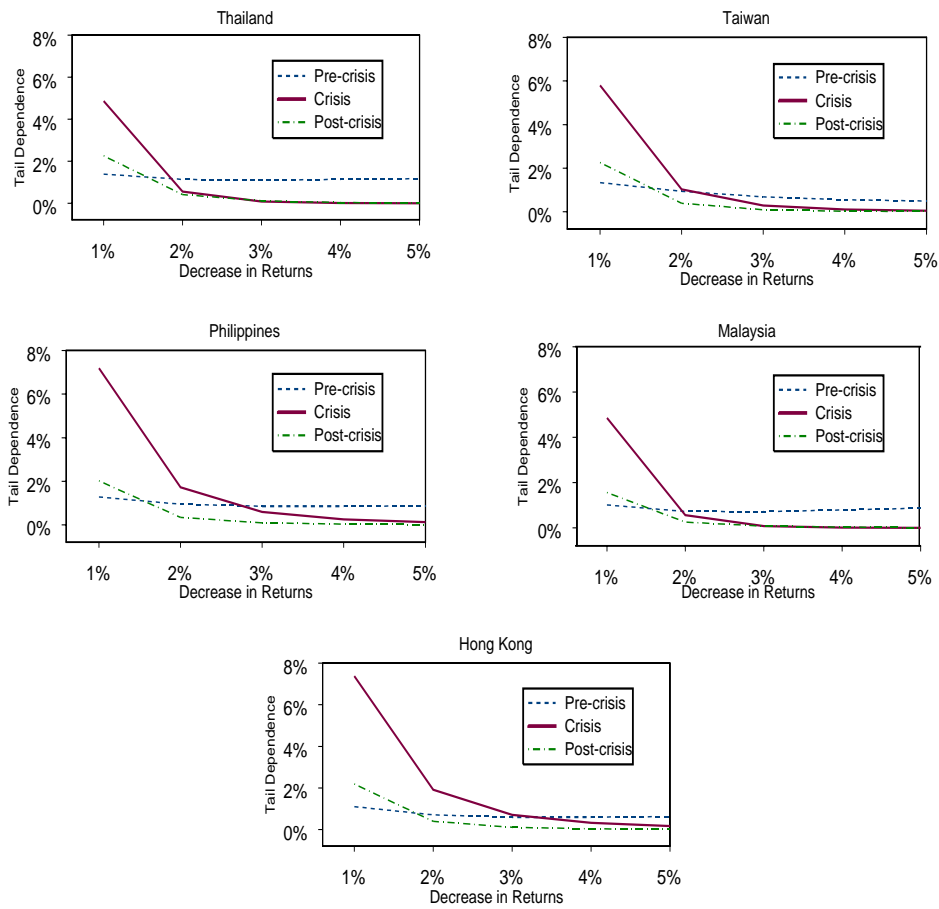 Thailand
8%
6%
4%
2%
0%
Tail Dependence
Pre-crisis
Crisis
Post-crisis
1% 2% 3% 4% 5%
Decrease in Returns
Taiwan
8%
6%
4%
2%
0%
Tail Dependence
Pre-crisis
Crisis
Post-crisis
1% 2% 3% 4% 5%
Decrease in Returns
Philippines
8%
6%
4%
2%
0%
Tail Dependence
Pre-crisis
Crisis
Post-crisis
1% 2% 3% 4% 5%
Decrease in Returns
Malaysia
8%
6%
4%
2%
0%
Tail Dependence
Pre-crisis
Crisis
Post-crisis
1% 2% 3% 4% 5%
Decrease in Returns
Hong Kong
8%
6%
4%
2%
0%
Tail Dependence
Pre-crisis
Crisis
Post-crisis
1% 2% 3% 4% 5%
Decrease in Returns